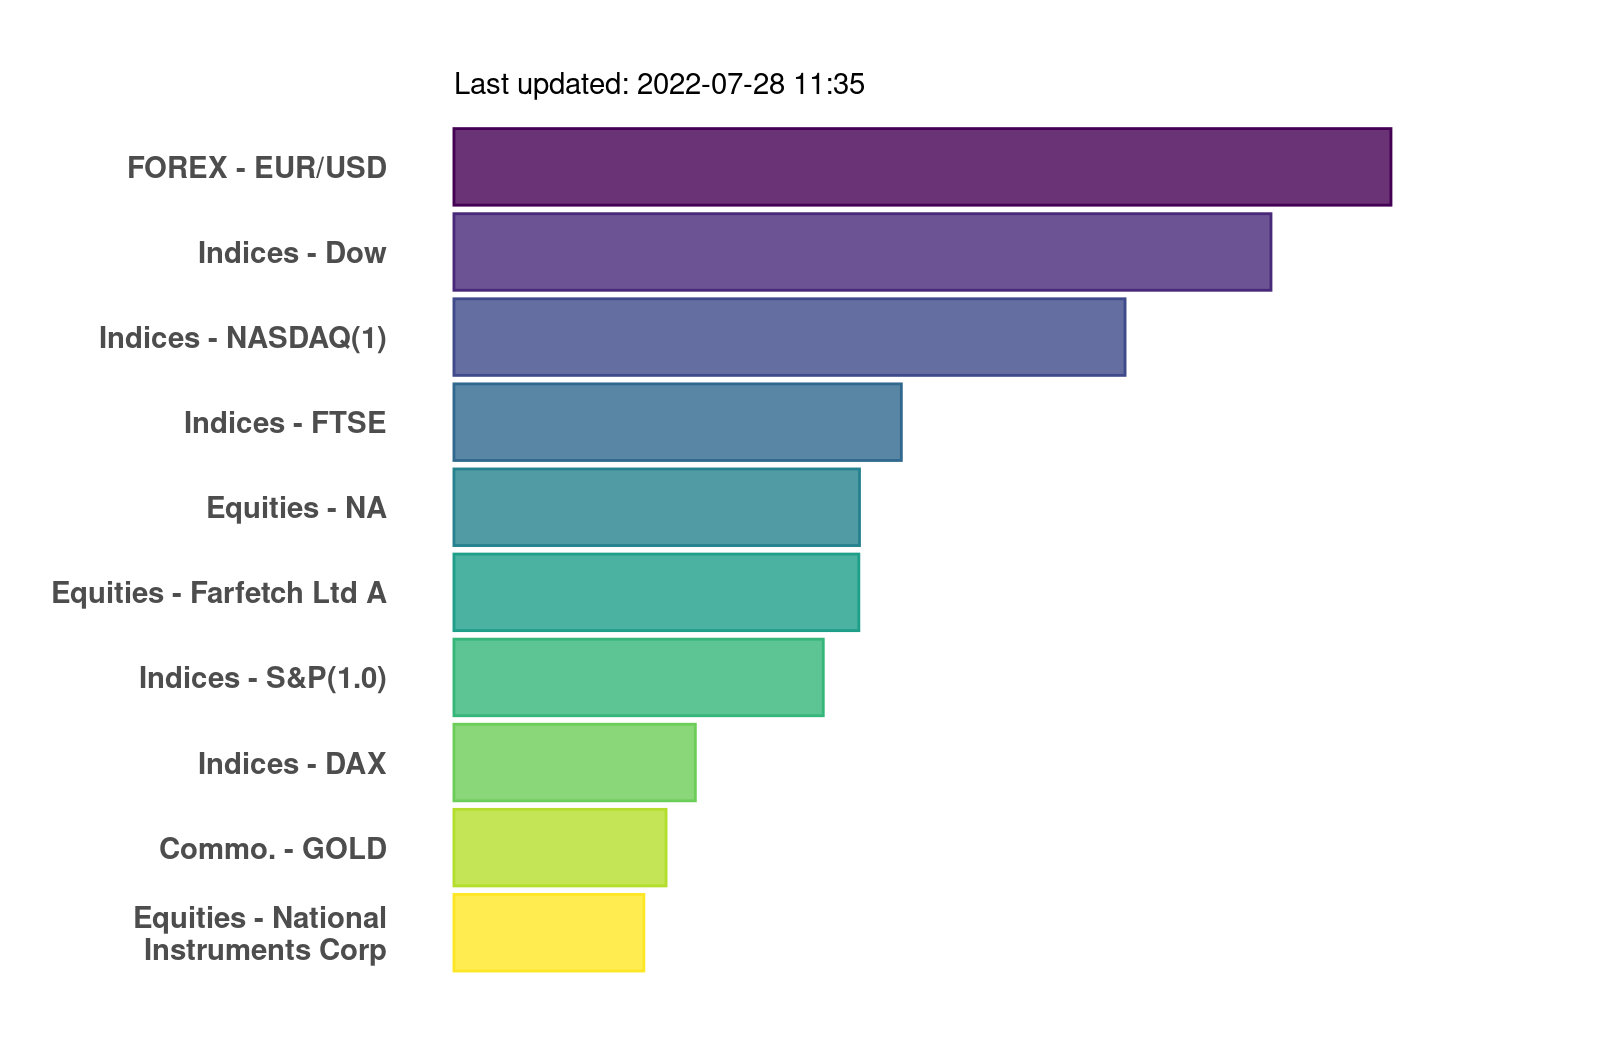 Last updated: 2022-07-28 11:35
FOREX - EUR/USD
Indices - Dow
Indices - NASDAQ(1)
Indices - FTSE
Equities - NA
Equities - Farfetch Ltd A
Indices - S&P(1.0)
Indices - DAX
Commo. - GOLD
Equities - National
Instruments Corp